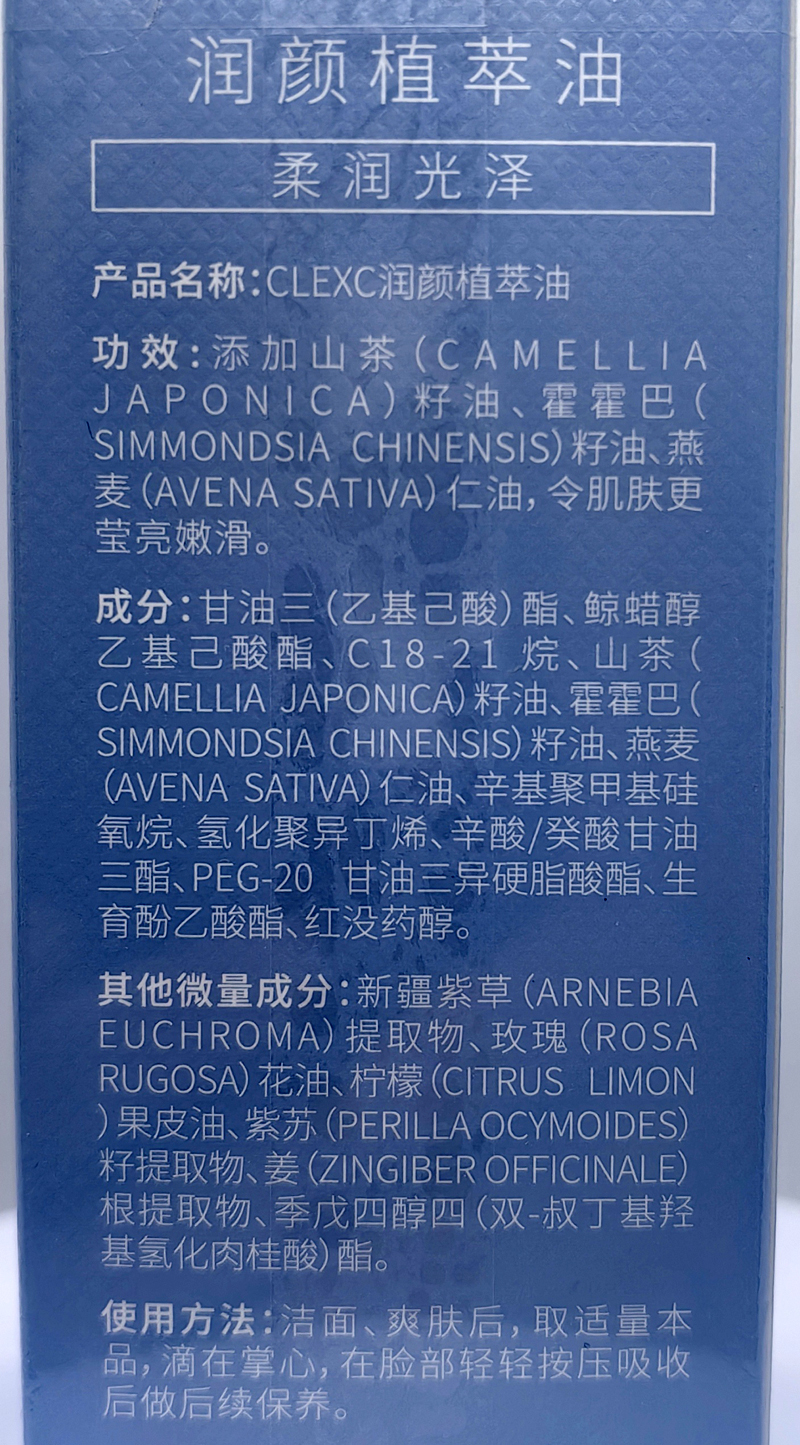 润颜植萃油
柔润光泽
产品名称:CLEXC润颜植萃油
功效:添加山茶(CAMELLIA
JAPONICA)籽油、霍霍巴(
SIMMONDSIA CHINENSIS)籽油、燕
麦(AVENA SATIVA)仁油,令肌肤更
莹亮嫩滑。
成分:甘油三(乙基己酸)酯、鲸蜡醇
乙基己酸酯、C18-21 烷、山茶(
CAMELLIA JAPONICA)籽油、霍霍巴(
SIMMONDSIA CHINENSIS)籽油、燕麦
(AVENA SATIVA)仁油、辛基聚甲基硅
氧烷、氢化聚异丁烯、辛酸/癸酸甘油
三酯、PEG-20 甘油三异硬脂酸酯、生
育酚乙酸酯、红没药醇。
其他微量成分:新疆紫草(ARNEBIA
EUCHROMA)提取物、玫瑰(ROSA
RUGOSA)花油、柠檬(CITRUS LIMON
)果皮油、紫苏(PERILLA OCYMOIDES)
籽提取物、姜(ZINGIBER OFFICINALE)
根提取物、季戊四醇四(双-叔丁基羟
基氢化肉桂酸)酯。
使用方法:洁面、爽肤后,取适量本
品,滴在掌心,在脸部轻轻按压吸收
后做后续保养。